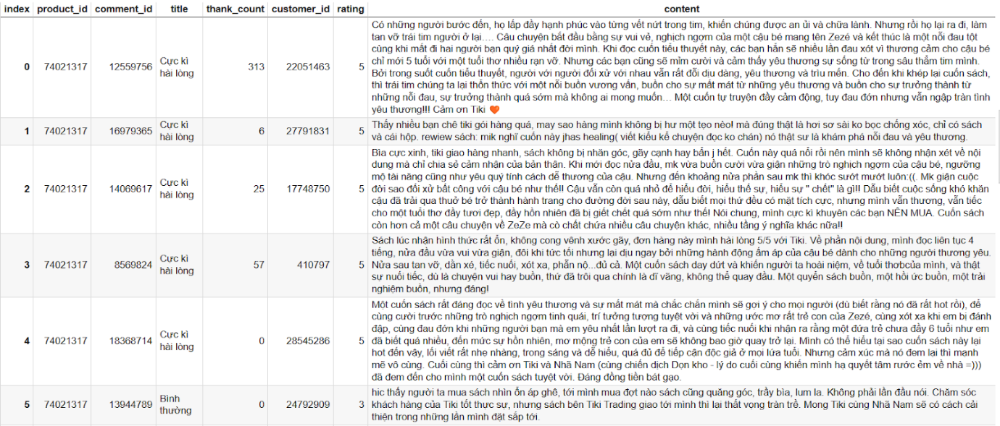 index product_id comment_id title thank_count customer_id rating content
Có những người bước đến, họ lấp đầy hạnh phúc vào từng vết nứt trong tim, khiến chúng được an ủi và chữa lành. Nhưng rồi họ lại ra đi, làm
tan vỡ trái tim người ở lại…. Câu chuyện bắt đầu bằng sự vui vẻ, nghịch ngợm của một cậu bé mang tên Zezé và kết thúc là một nỗi đau tột
cùng khi mất đi hai người bạn quý giá nhất đời mình. Khi đọc cuốn tiểu thuyết này, các bạn hẳn sẽ nhiều lần đau xót vì thương cảm cho cậu bé
chỉ mới 5 tuổi với một tuổi thơ nhiều rạn vỡ. Nhưng các bạn cũng sẽ mỉm cười và cảm thấy yêu thương sự sống từ trong sâu thẳm tim mình.
0 74021317 12559756 Cực kì hài lòng 313 22051463 5
Bởi trong suốt cuốn tiểu thuyết, người với người đối xử với nhau vẫn rất đỗi dịu dàng, yêu thương và trìu mến. Cho đến khi khép lại cuốn sách,
thì trái tim chúng ta lại thổn thức với một nỗi buồn vương vấn, buồn cho sự mất mát từ những yêu thương và buồn cho sự trưởng thành từ
những nỗi đau, sự trưởng thành quá sớm mà không ai mong muốn… Một cuốn tự truyện đầy cảm động, tuy đau đớn nhưng vẫn ngập tràn tình
yêu thương!!! Cảm ơn Tiki 🧡
1 74021317 16979365 Cực kì hài lòng 6 27791831 5
Thấy nhiều bạn chê tiki gói hàng quá, may sao hàng mình không bị hư một tẹo nèo! mà đúng thật là hơi sơ sài ko bọc chống xóc, chỉ có sách
và cái hộp. rewiew sách: mik nghĩ cuốn này jhas healing( viết kiểu kể chuyện đọc ko chán) nó thật sư là khám phá nỗi đau và yêu thương.
2 74021317 14069617 Cực kì hài lòng 25 17748750 5
Bìa cực xinh, tiki giao hàng nhanh, sách không bị nhăn góc, gãy cạnh hay bẩn j hết. Cuốn này quá nổi rồi nên mình sẽ không nhận xét về nội
dung mà chỉ chia sẻ cảm nhận của bản thân. Khi mới đọc nửa đầu, mk vừa buồn cười vừa giận những trò nghịch ngợm của cậu bé, ngưỡng
mộ tài năng cũng như yêu quý tính cách dễ thương của cậu. Nhưng đến khoảng nửa phần sau mk thì khóc sướt mướt luôn:((. Mk giận cuộc
đời sao đối xử bất công với cậu bé như thế!! Cậu vẫn còn quá nhỏ để hiểu đời, hiểu thế sự, hiểu sự " chết" là gì!! Dẫu biết cuộc sống khó khăn
cậu đã trải qua thuở bé trở thành hành trang cho đường đời sau này, dẫu biết mọi thứ đều có mặt tích cực, nhưng mình vẫn thương, vẫn tiếc
cho một tuổi thơ đầy tươi đẹp, đầy hồn nhiên đã bị giết chết quá sớm như thế! Nói chung, mình cực kì khuyên các bạn NÊN MUA. Cuốn sách
còn hơn cả một câu chuyện về ZeZe mà cò chất chứa nhiều câu chuyện khác, nhiều tầng ý nghĩa khác nữa!!
3 74021317 8569824 Cực kì hài lòng 57 410797 5
Sách lúc nhận hình thức rất ổn, không cong vênh xước gãy, đơn hàng này mình hài lòng 5/5 với Tiki. Về phần nội dung, mình đọc liên tục 4
tiếng, nửa đầu vừa vui vừa giận, đôi khi tức tối nhưng lại dịu ngay bởi những hành động ấm áp của cậu bé dành cho những người thương yêu.
Nửa sau tan vỡ, dằn xé, tiếc nuối, xót xa, phẫn nộ...đủ cả. Một cuốn sách day dứt và khiến người ta hoài niệm, về tuổi thơbcủa mình, và thật
sự nuối tiếc, dù là chuyện vui hay buồn, thứ đã trôi qua chính là dĩ vãng, không thể quay đầu. Một quyển sách buồn, một hồi ức buồn, một trải
nghiệm buồn, nhưng đáng!
4 74021317 18368714 Cực kì hài lòng 0 28545286 5
Một cuốn sách rất đáng đọc về tình yêu thương và sự mất mát mà chắc chắn mình sẽ gợi ý cho mọi người (dù biết rằng nó đã rất hot rồi), để
cùng cười trước những trò nghịch ngợm tinh quái, trí tưởng tượng tuyệt vời và những ước mơ rất trẻ con của Zezé, cùng xót xa khi em bị đánh
đập, cùng đau đớn khi những người bạn mà em yêu nhất lần lượt ra đi, và cùng tiếc nuối khi nhận ra rằng một đứa trẻ chưa đầy 6 tuổi như em
đã biết quá nhiều, đến mức sự hồn nhiên, mơ mộng trẻ con của em sẽ không bao giờ quay trở lại. Mình có thể hiểu tại sao cuốn sách này lại
hot đến vậy, lối viết rất nhẹ nhàng, trong sáng và dễ hiểu, quá đủ để tiếp cận độc giả ở mọi lứa tuổi. Nhưng cảm xúc mà nó đem lại thì mạnh
mẽ vô cùng. Cuối cùng thì cảm ơn Tiki và Nhã Nam (cùng chiến dịch Dọn kho - lý do cuối cùng khiến mình hạ quyết tâm rước ẻm về nhà =)))
đã đem đến cho mình một cuốn sách tuyệt vời. Đáng đồng tiền bát gạo.
5 74021317 13944789 Bình thường 0 24792909 3
hic thấy người ta mua sách nhìn ổn áp ghê, tới mình mua đợt nào sách cũng quăng góc, trầy bìa, lum la. Không phải lần đầu nói. Chăm sóc
khách hàng của Tiki tốt thực sự, nhưng sách bên Tiki Trading giao tới mình thì lại thất vọng tràn trề. Mong Tiki cùng Nhã Nam sẽ có cách cải
thiện trong những lần mình đặt sắp tới.